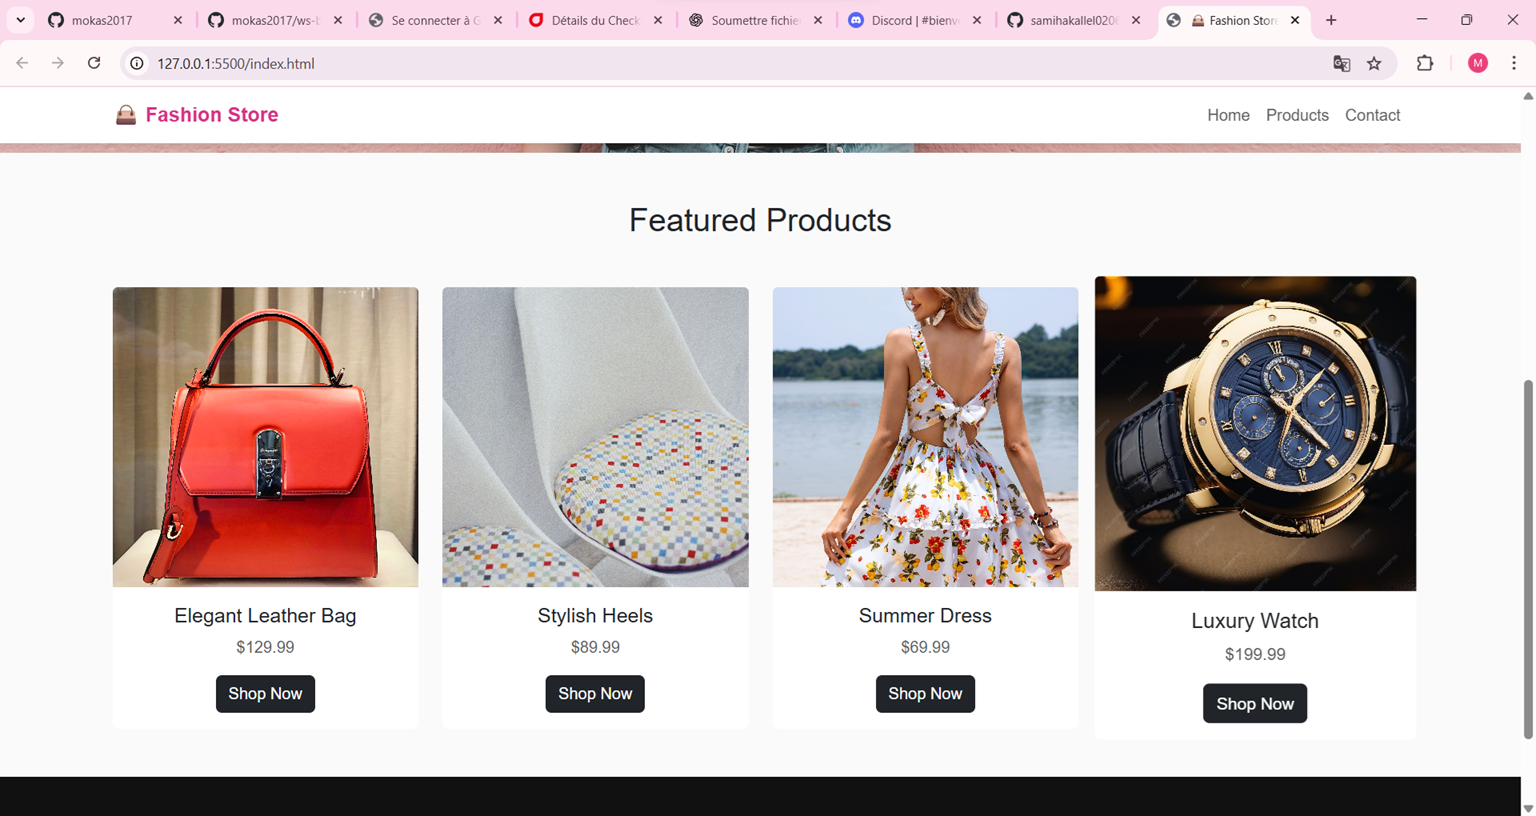 mokas2017
mokas2017/ws-b
Se connecter à G
Détails du Check
Soumettre fichie
Discord | #bienve
samihakallel020
Fashion Store
127.0.0.1:5500/index.html
M
Fashion Store
Home
Products
Contact
Featured Products
Elegant Leather Bag
$129.99
Shop Now
Stylish Heels
$89.99
Shop Now
Summer Dress
$69.99
Shop Now
Luxury Watch
$199.99
Shop Now